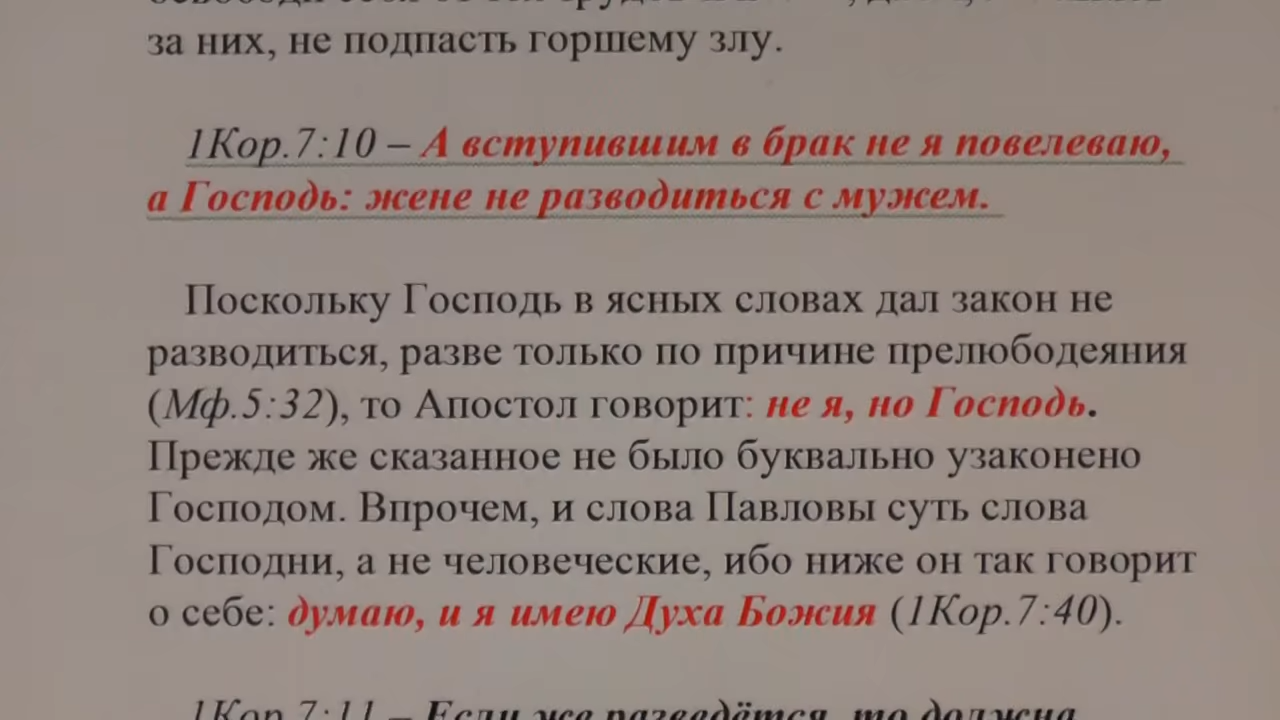 за них, не подпасть горшему злу.
1Кор.7:10 – А вступившим в брак не я повелеваю,
а Господь: жене не разводиться с мужем.
Поскольку Господь в ясных словах дал закон не
разводиться, разве только по причине прелюбодеяния
(Мф.5:32), то Апостол говорит: не я, но Господь.
Прежде же сказанное не было буквально узаконено
Господом. Впрочем, и слова Павловы суть слова
Господни, а не человеческие, ибо ниже он так говорит
о себе: думаю, и я имею Духа Божия (1Кор.7:40).
1Кор.7:11 – Если же разведётся, то должна